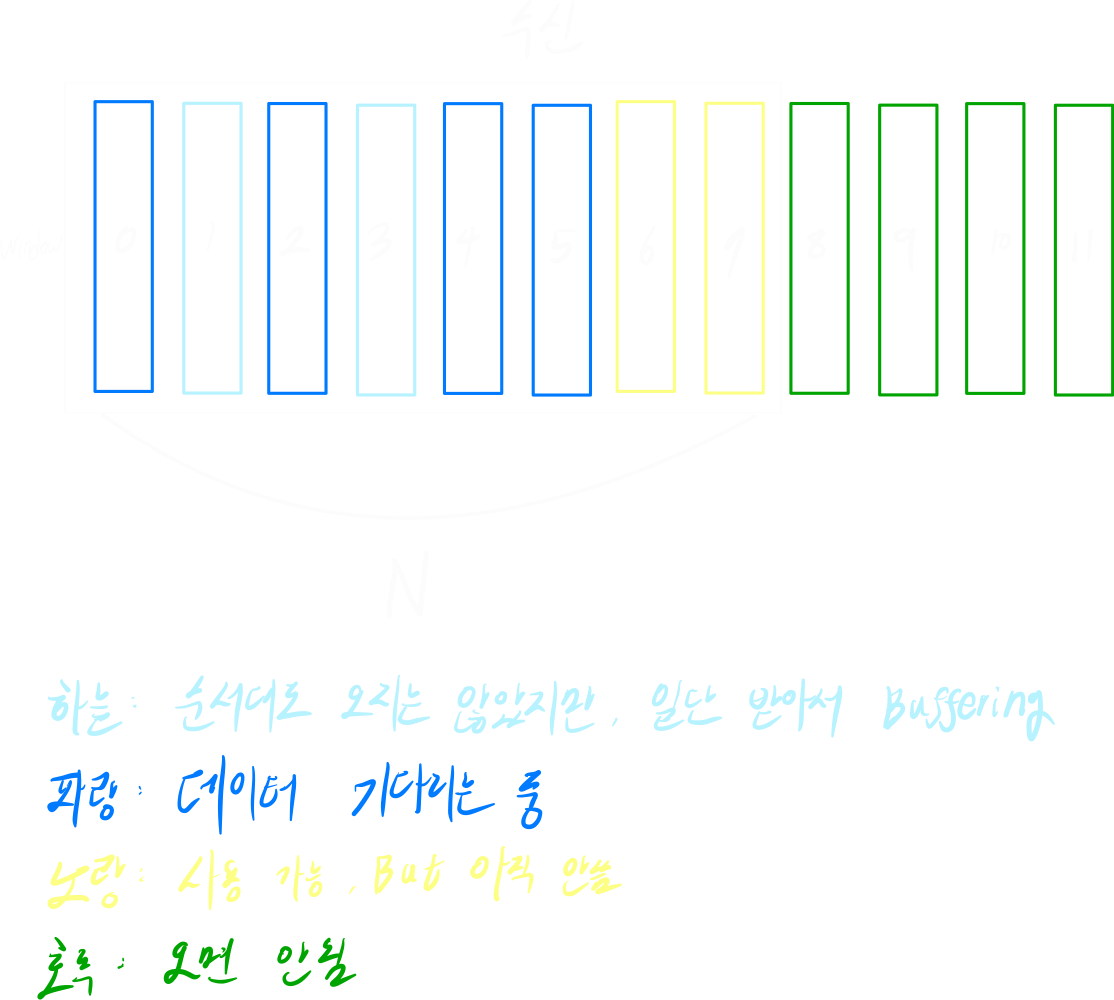 수신
window 0 1 2 3 4 5 6 7 8 9 10 11
N
하늘: 순서대로 오지는 않았지만, 일단 받아서 Buffering
파랑: 데이터 기다리는 중
노랑: 사용 가능, But 아직 안씀
초록: 오면 안됨